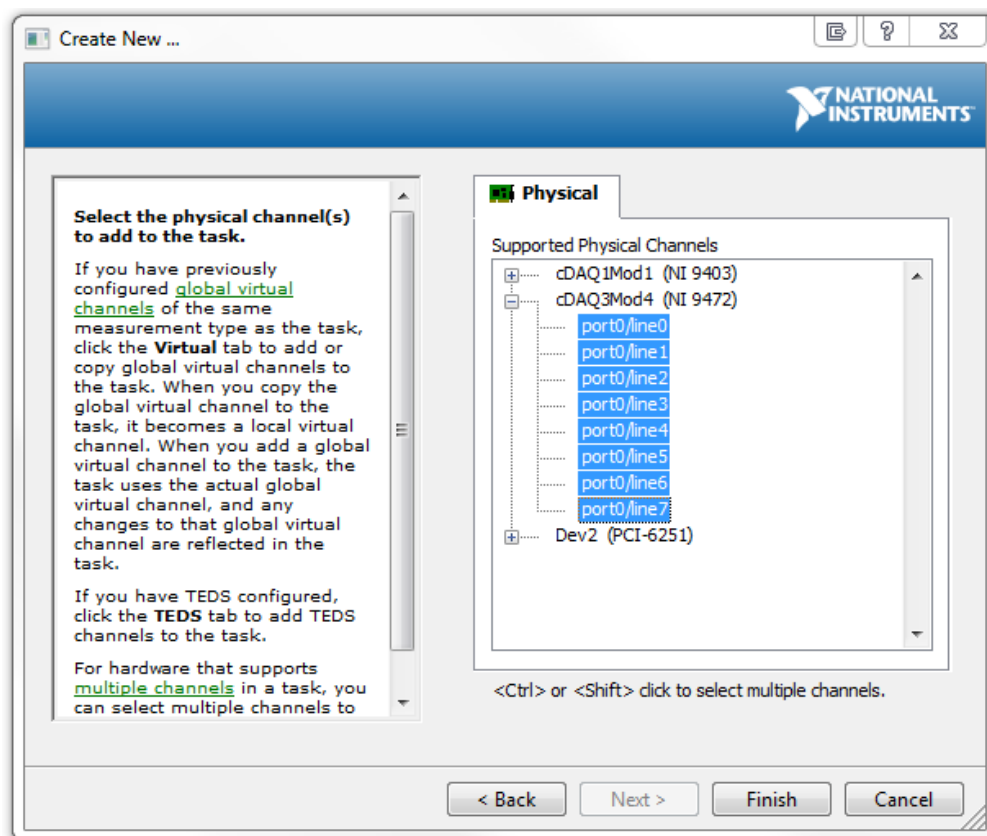 Create New ...
NATIONAL
INSTRUMENTS
Select the physical channel(s)
to add to the task.
If you have previously
configured global virtual
channels of the same
measurement type as the task,
click the Virtual tab to add or
copy global virtual channels to
the task. When you copy the
global virtual channel to the
task, it becomes a local virtual
channel. When you add a global
virtual channel to the task, the
task uses the actual global
virtual channel, and any
changes to that global virtual
channel are reflected in the
task.
If you have TEDS configured,
click the TEDS tab to add TEDS
channels to the task.
For hardware that supports
multiple channels in a task, you
can select multiple channels to
Physical
Supported Physical Channels
cDAQ1Mod1 (NI 9403)
cDAQ3Mod4 (NI 9472)
port0/line0
port0/line1
port0/line2
port0/line3
port0/line4
port0/line5
port0/line6
port0/line7
Dev2 (PCI-6251)
<Ctrl> or <Shift> click to select multiple channels.
< Back
Next >
Finish
Cancel